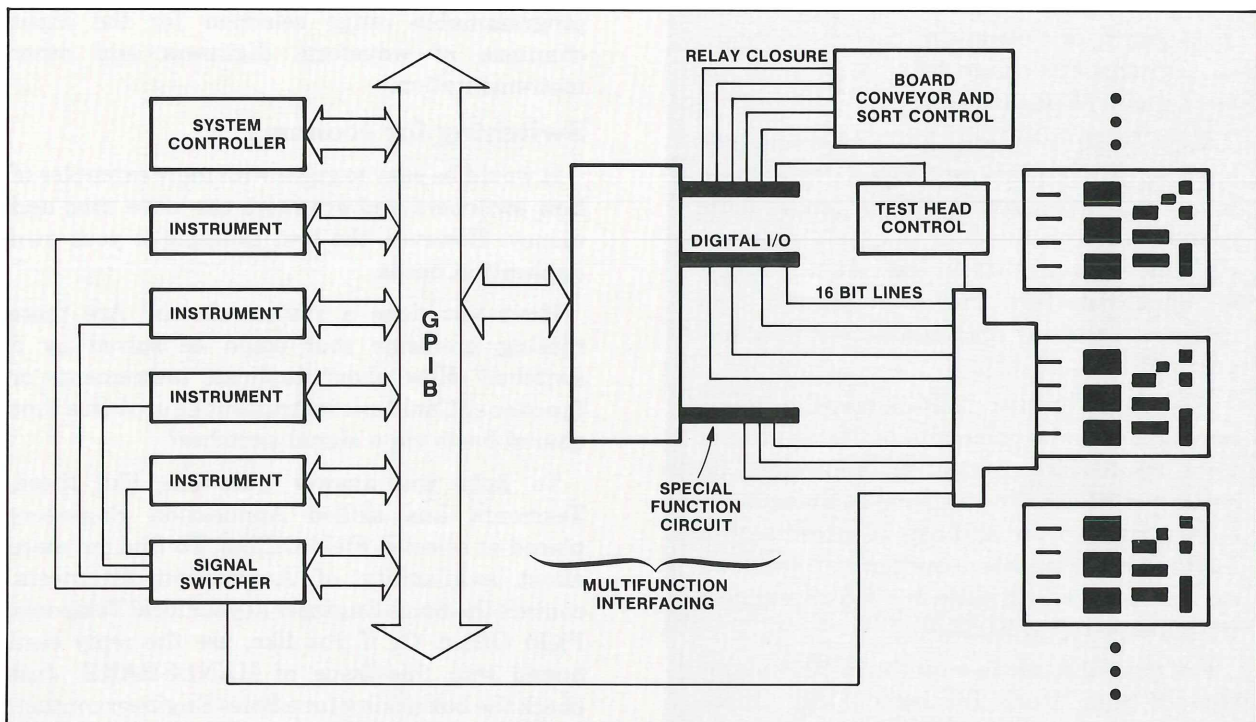 RELAY CLOSURE
BOARD
CONVEYOR AND
SORT CONTROL
SYSTEM
CONTROLLER
INSTRUMENT
TEST HEAD
CONTROL
DIGITAL I/O
16 BIT LINES
INSTRUMENT
GPIB
INSTRUMENT
INSTRUMENT
SPECIAL
FUNCTION
CIRCUIT
SIGNAL
SWITCHER
MULTIFUNCTION
INTERFACING